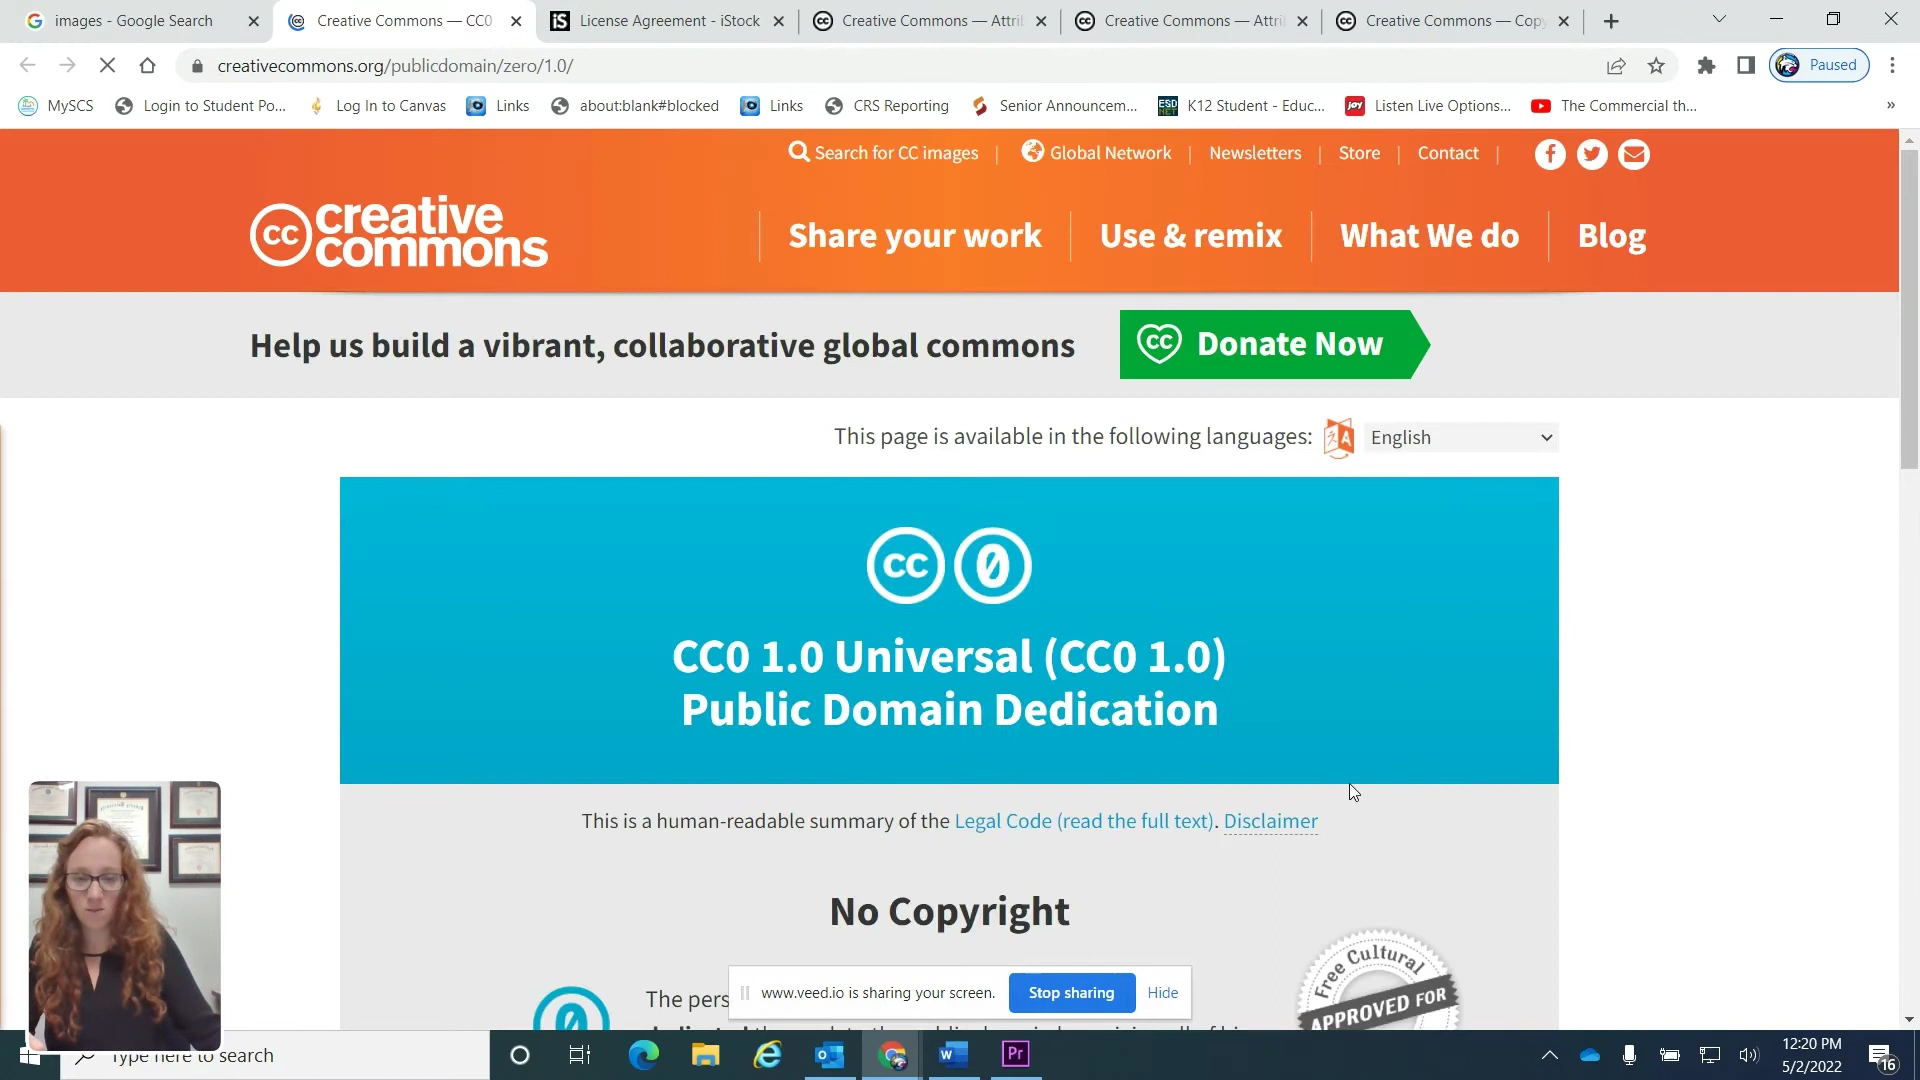 images - Google Search
Creative Commons — CC0
License Agreement - iStock
Creative Commons — Attri
Creative Commons — Attri
Creative Commons — Copy
creativecommons.org/publicdomain/zero/1.0/
Paused
MySCS
Login to Student Po...
Log In to Canvas
Links
about:blank#blocked
Links
CRS Reporting
Senior Announcem...
K12 Student - Educ...
Listen Live Options...
The Commercial th...
»
Search for CC images | Global Network | Newsletters | Store | Contact |
creative
commons
Share your work
Use & remix
What We do
Blog
Help us build a vibrant, collaborative global commons
Donate Now
This page is available in the following languages:
English
CC0 1.0 Universal (CC0 1.0)
Public Domain Dedication
This is a human-readable summary of the Legal Code (read the full text). Disclaimer
No Copyright
Free Cultural
APPROVED FOR
The pers
www.veed.io is sharing your screen.
Stop sharing
Hide
Type here to search
12:20 PM
5/2/2022
16